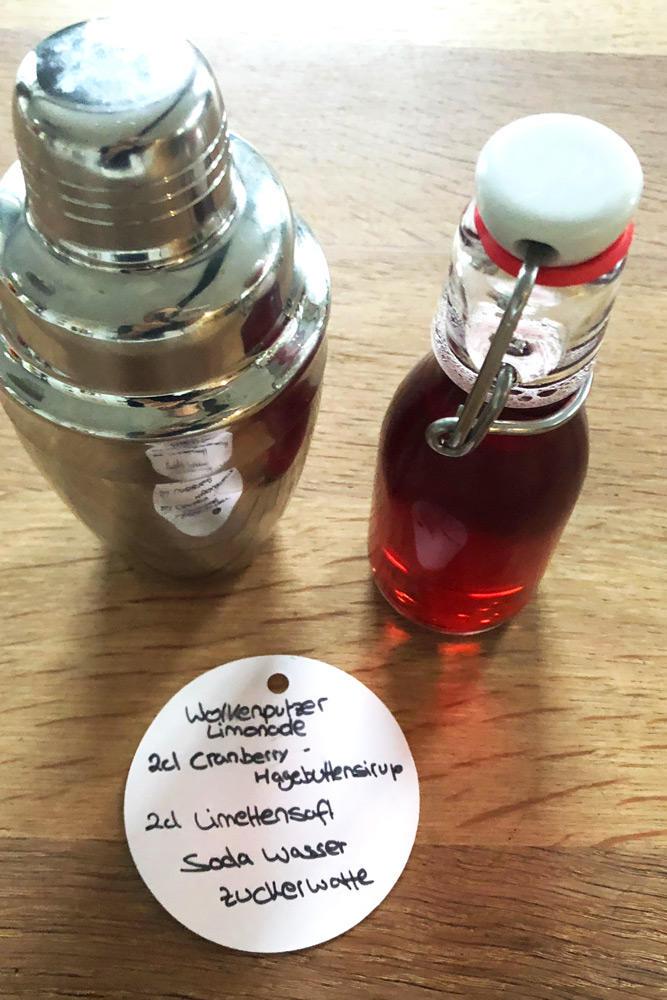 Wolkenputzer
Limonade
2cl Cranberry -
Hagebuttensirup
2cl Limettensaft
Soda Wasser
Zuckerwatte